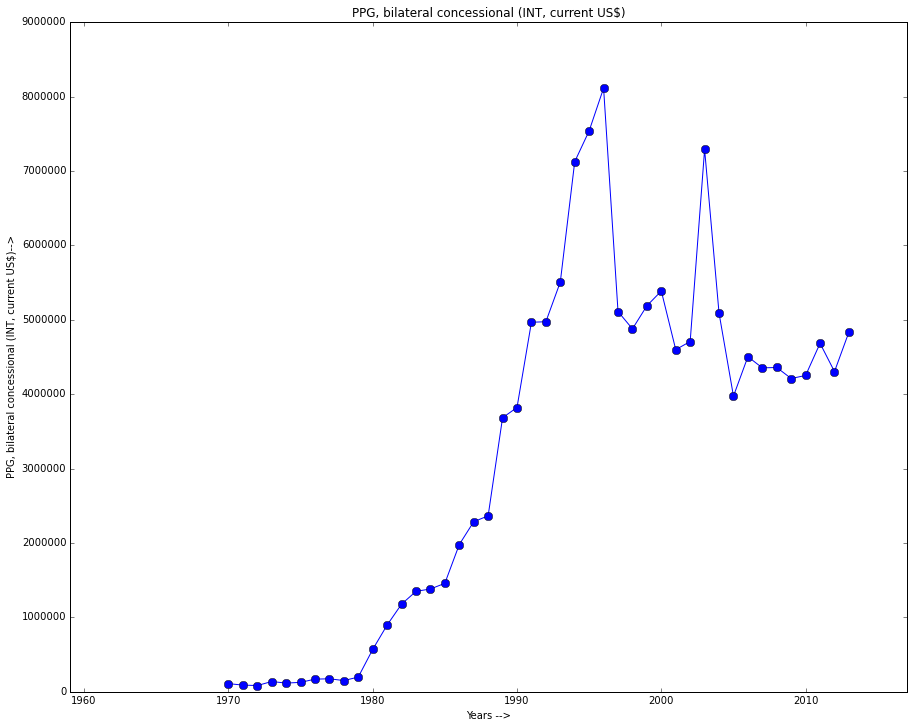 PPG, bilateral concessional (INT, current US$)
9000000
8000000
7000000
6000000
5000000
4000000
3000000
2000000
1000000
0
PPG, bilateral concessional (INT, current US$)-->
1960 1970 1980 1990 2000 2010
Years -->